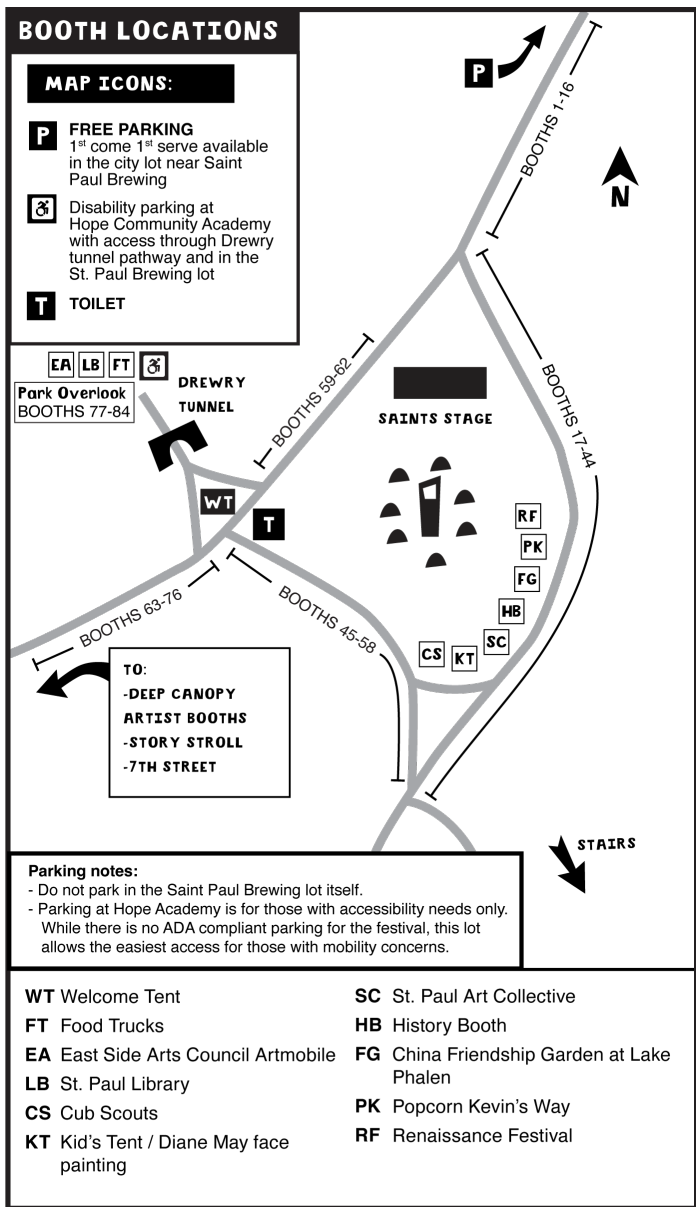 BOOTH LOCATIONS
MAP ICONS:
P FREE PARKING
1st come 1st serve available
in the city lot near Saint
Paul Brewing
Disability parking at
Hope Community Academy
with access through Drewry
tunnel pathway and in the
St. Paul Brewing lot
T TOILET
P
BOOTHS 1-16
N
EA LB FT
Park Overlook
BOOTHS 77-84
DREWRY
TUNNEL
BOOTHS 59-62
SAINTS STAGE
BOOTHS 17-44
WT
T
RF
PK
FG
HB
SC
KT
CS
BOOTHS 63-76
BOOTHS 45-58
TO:
-DEEP CANOPY
ARTIST BOOTHS
-STORY STROLL
-7TH STREET
STAIRS
Parking notes:
- Do not park in the Saint Paul Brewing lot itself.
- Parking at Hope Academy is for those with accessibility needs only.
While there is no ADA compliant parking for the festival, this lot
allows the easiest access for those with mobility concerns.
WT Welcome Tent
FT Food Trucks
EA East Side Arts Council Artmobile
LB St. Paul Library
CS Cub Scouts
KT Kid's Tent / Diane May face
painting
SC St. Paul Art Collective
HB History Booth
FG China Friendship Garden at Lake
Phalen
PK Popcorn Kevin's Way
RF Renaissance Festival